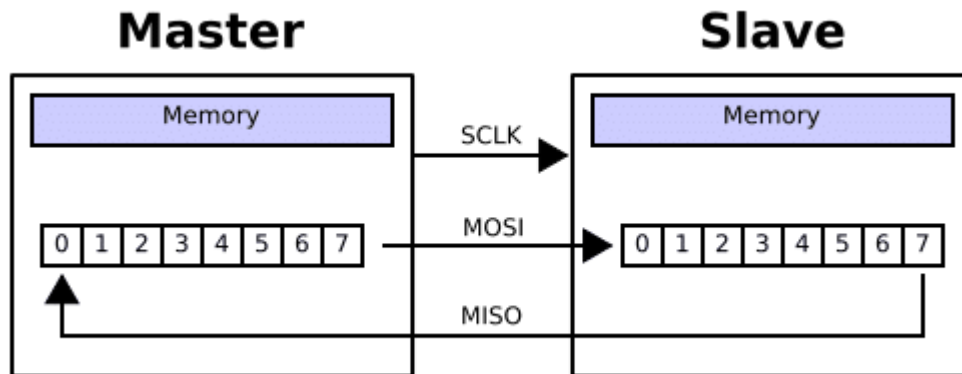 Master Slave
Memory Memory
SCLK
0 1 2 3 4 5 6 7 MOSI 0 1 2 3 4 5 6 7
MISO